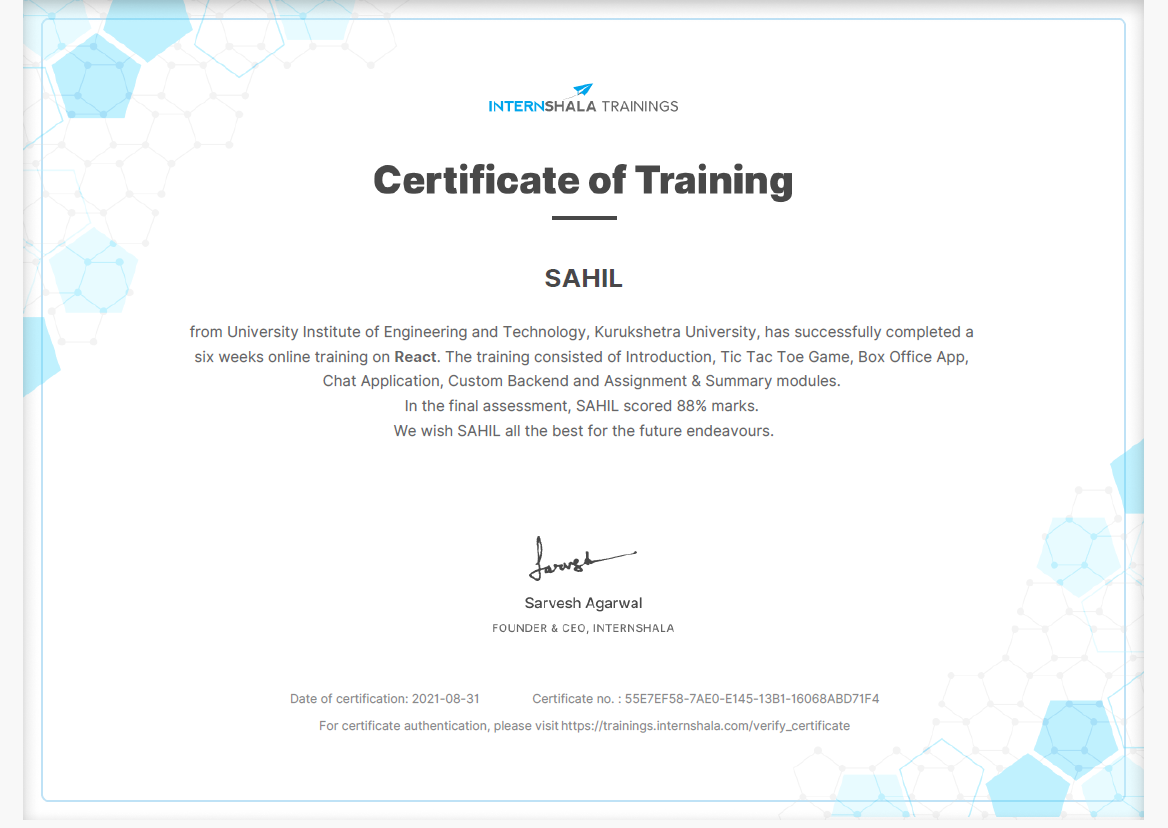 INTERNSHALA TRAININGS
Certificate of Training
SAHIL
from University Institute of Engineering and Technology, Kurukshetra University, has successfully completed a
six weeks online training on React. The training consisted of Introduction, Tic Tac Toe Game, Box Office App,
Chat Application, Custom Backend and Assignment & Summary modules.
In the final assessment, SAHIL scored 88% marks.
We wish SAHIL all the best for the future endeavours.
Sarvesh
Sarvesh Agarwal
FOUNDER & CEO, INTERNSHALA
Date of certification: 2021-08-31 Certificate no. : 55E7EF58-7AE0-E145-13B1-16068ABD71F4
For certificate authentication, please visit https://trainings.internshala.com/verify_certificate